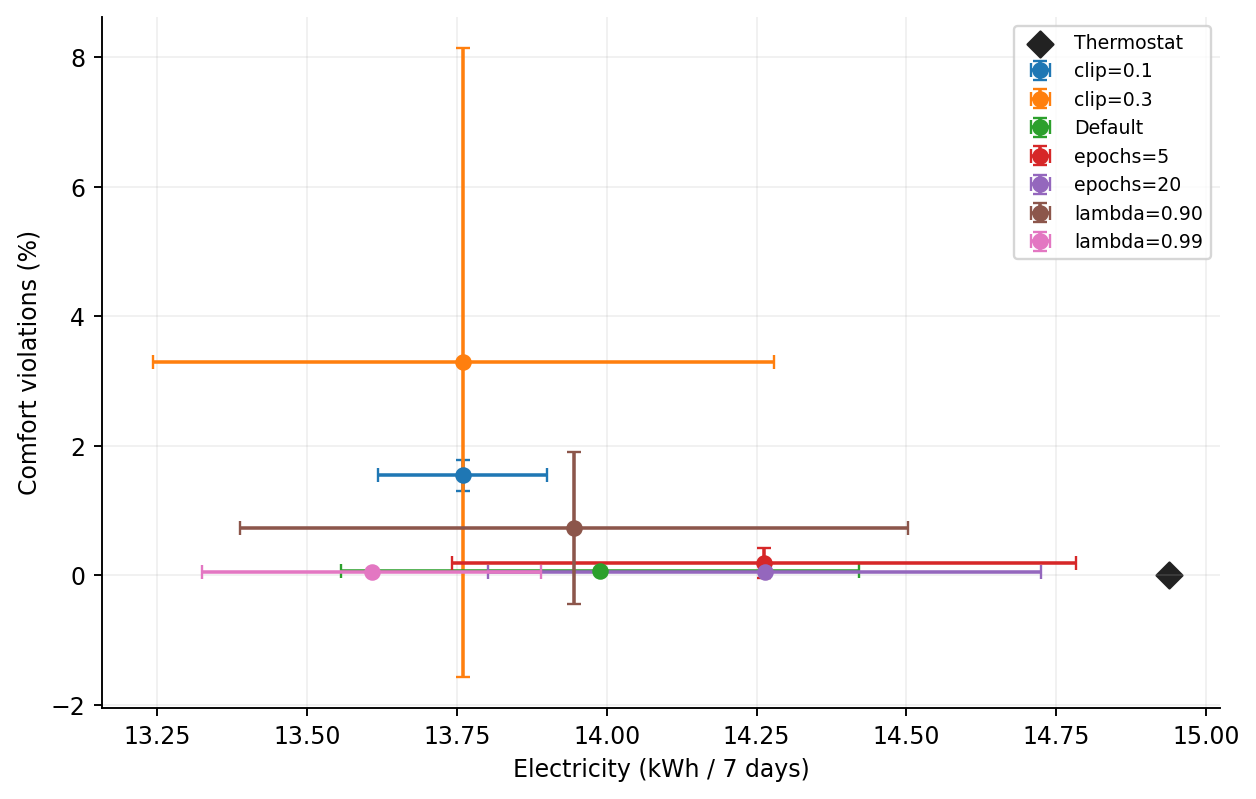 8
6
4
2
0
−2
Comfort violations (%)
13.25 13.50 13.75 14.00 14.25 14.50 14.75 15.00
Electricity (kWh / 7 days)
Thermostat
clip=0.1
clip=0.3
Default
epochs=5
epochs=20
lambda=0.90
lambda=0.99